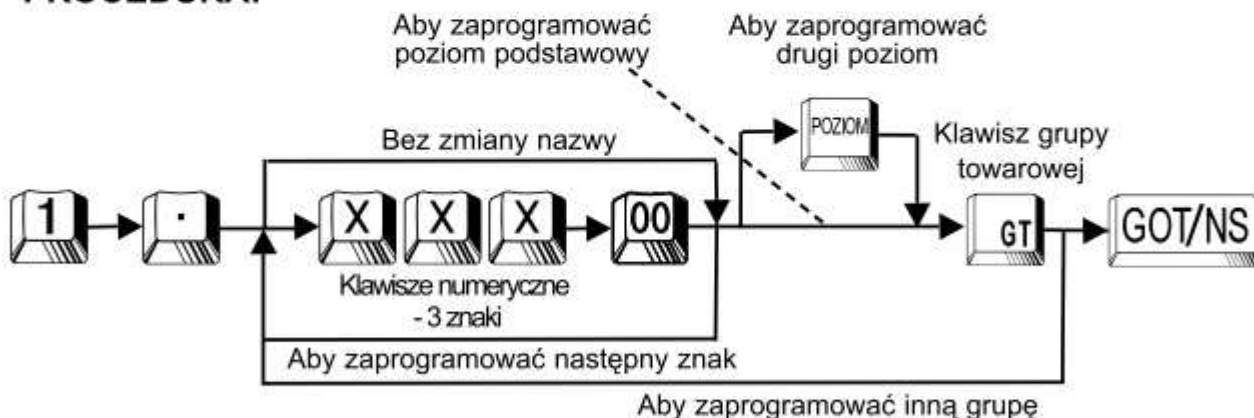 Aby zaprogramować
poziom podstawowy
Aby zaprogramować
drugi poziom
Bez zmiany nazwy
POZIOM
Klawisz grupy
towarowej
1 . X X X 00 GT GOT/NS
Klawisze numeryczne
- 3 znaki
Aby zaprogramować następny znak
Aby zaprogramować inną grupę